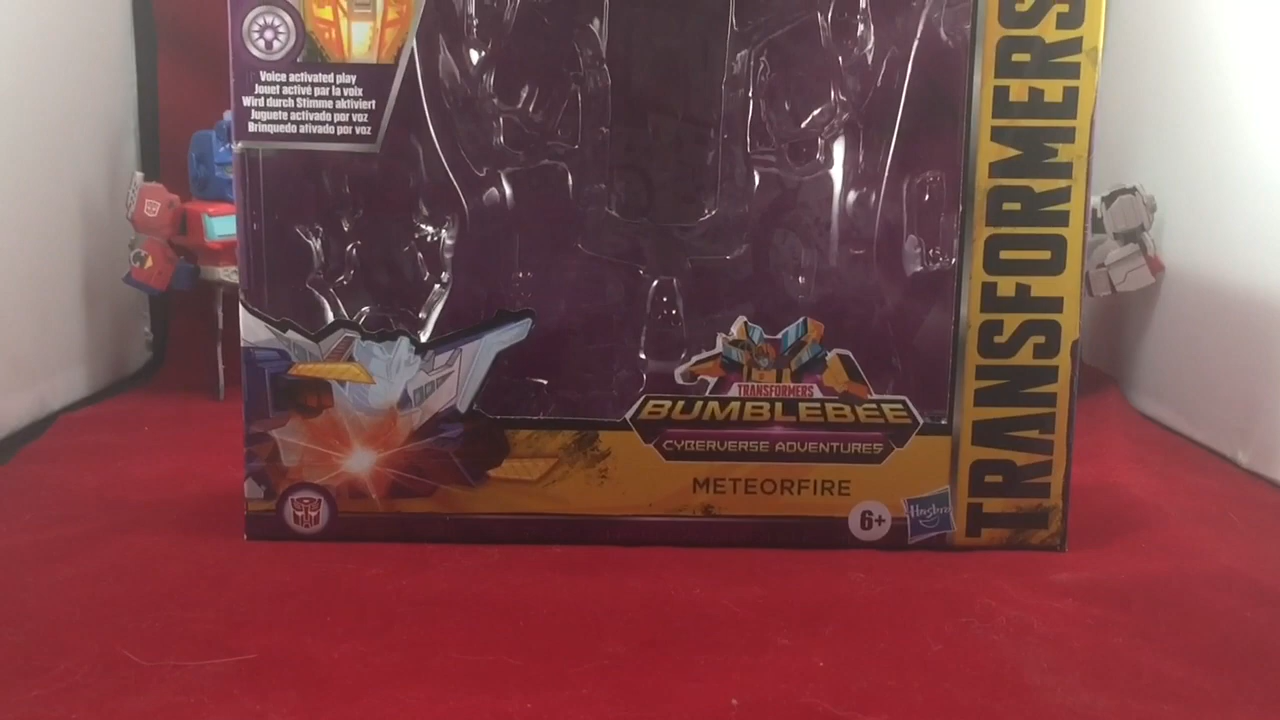 Voice activated play
Jouet activé par la voix
Wird durch Stimme aktiviert
Juguete activado por voz
Brinquedo ativado por voz
TRANSFORMERS
TRANSFORMERS
BUMBLEBEE
CYBERVERSE ADVENTURES
METEORFIRE
6+
Hasbro